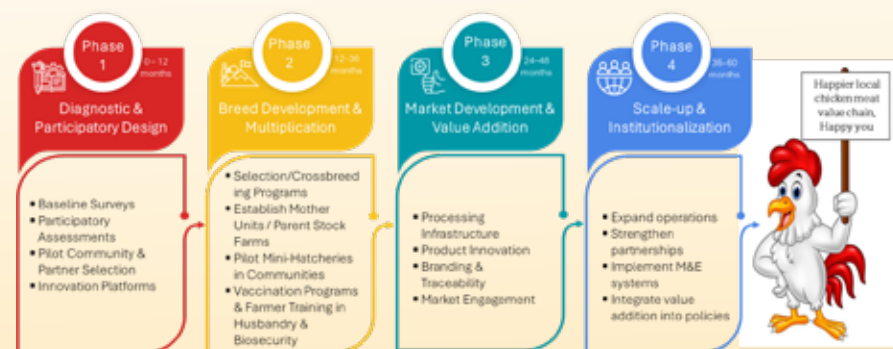 Phase
1
0–12
months
Diagnostic &
Participatory Design
▪ Baseline Surveys
▪ Participatory
Assessments
▪ Pilot Community &
Partner Selection
▪ Innovation Platforms
Phase
2
12–36
months
Breed Development &
Multiplication
▪ Selection/Crossbreed
ing Programs
▪ Establish Mother
Units / Parent Stock
Farms
▪ Pilot Mini-Hatcheries
in Communities
▪ Vaccination Programs
& Farmer Training in
Husbandry &
Biosecurity
Phase
3
24–48
months
Market Development &
Value Addition
▪ Processing
Infrastructure
▪ Product Innovation
▪ Branding &
Traceability
▪ Market Engagement
Phase
4
36–60
months
Scale-up &
Institutionalization
▪ Expand operations
▪ Strengthen
partnerships
▪ Implement M&E
systems
▪ Integrate value
addition into policies
Happier local
chicken meat
value chain,
Happy you